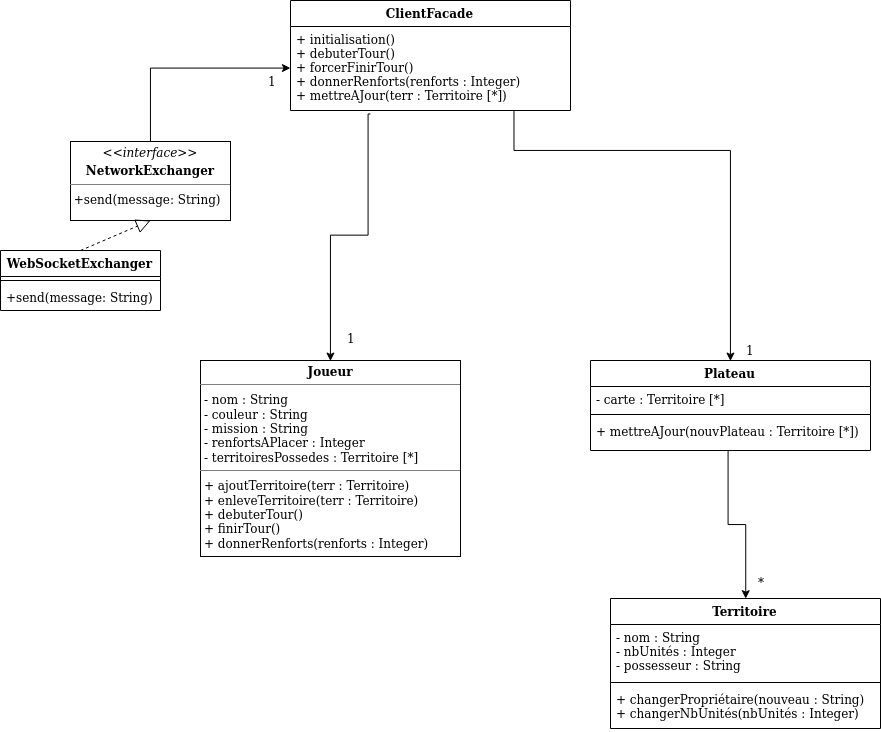 ClientFacade
+ initialisation()
+ debuterTour()
+ forcerFinirTour()
+ donnerRenforts(renforts : Integer)
+ mettreAJour(terr : Territoire [*])
1
<<interface>>
NetworkExchanger
+send(message: String)
WebSocketExchanger
+send(message: String)
1
Joueur
- nom : String
- couleur : String
- mission : String
- renfortsAPlacer : Integer
- territoiresPossedes : Territoire [*]
+ ajoutTerritoire(terr : Territoire)
+ enleveTerritoire(terr : Territoire)
+ debuterTour()
+ finirTour()
+ donnerRenforts(renforts : Integer)
1
Plateau
- carte : Territoire [*]
+ mettreAJour(nouvPlateau : Territoire [*])
*
Territoire
- nom : String
- nbUnités : Integer
- possesseur : String
+ changerPropriétaire(nouveau : String)
+ changerNbUnités(nbUnités : Integer)